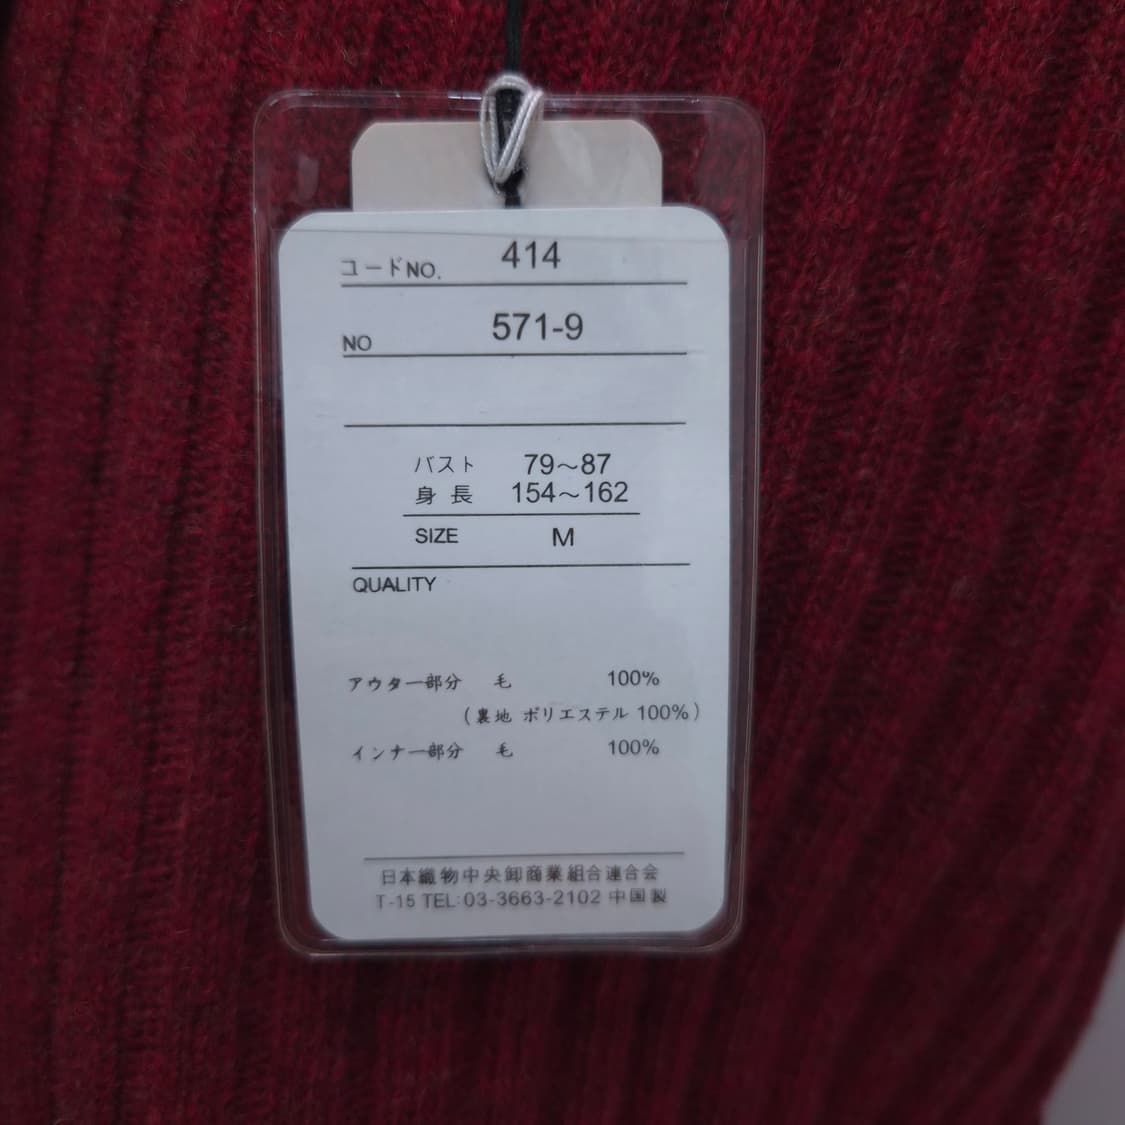 コードNO. 414
NO 571-9
バスト 79～87
身長 154～162
SIZE M
QUALITY
アウター部分 毛 100%
(裏地 ポリエステル 100%)
インナー部分 毛 100%
日本織物中央卸商業組合連合会
T-15 TEL:03-3663-2102 中国製